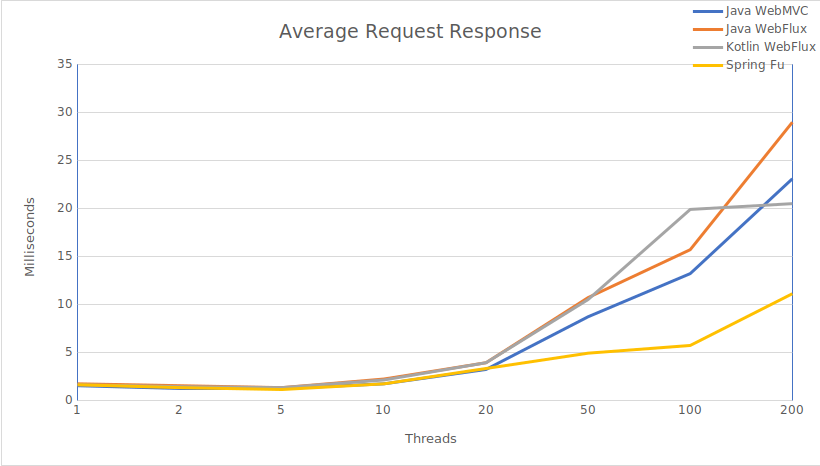 Average Request Response
Java WebMVC
Java WebFlux
Kotlin WebFlux
Spring Fu
35
30
25
20
15
10
5
0
Milliseconds
1 2 5 10 20 50 100 200
Threads